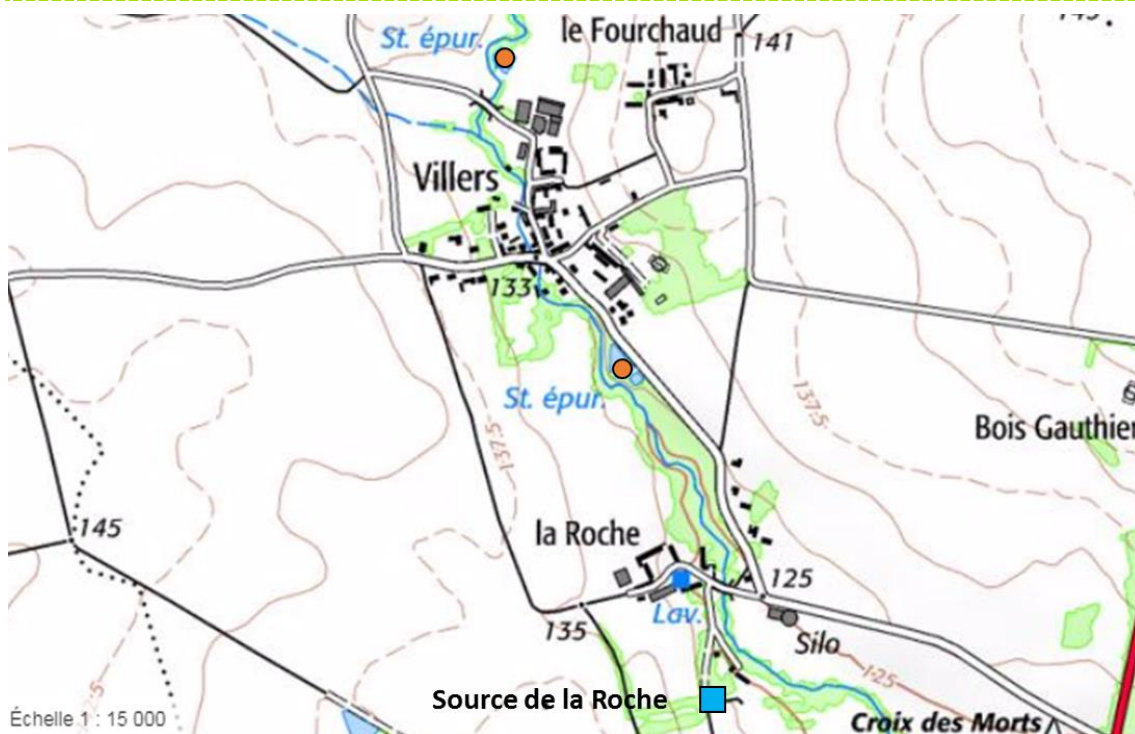 St. épur.
le Fourchaud
141
Villers
133
St. épur.
137.5
137.5
Bois Gauthier
145
la Roche
125
Lav.
135
Silo
125
Source de la Roche
Échelle 1 : 15 000
Croix des Morts